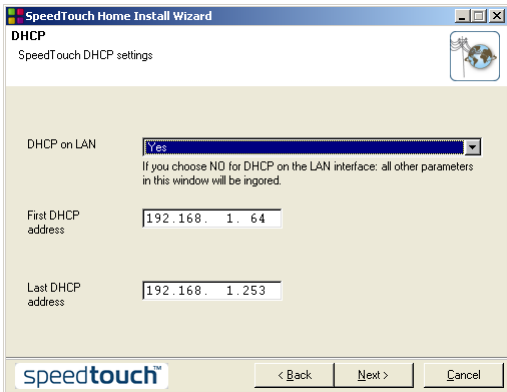 SpeedTouch Home Install Wizard
DHCP
SpeedTouch DHCP settings
DHCP on LAN
Yes
If you choose NO for DHCP on the LAN interface: all other parameters
in this window will be ingored.
First DHCP
address
192.168. 1. 64
Last DHCP
address
192.168. 1.253
speedtouch™
< Back
Next >
Cancel